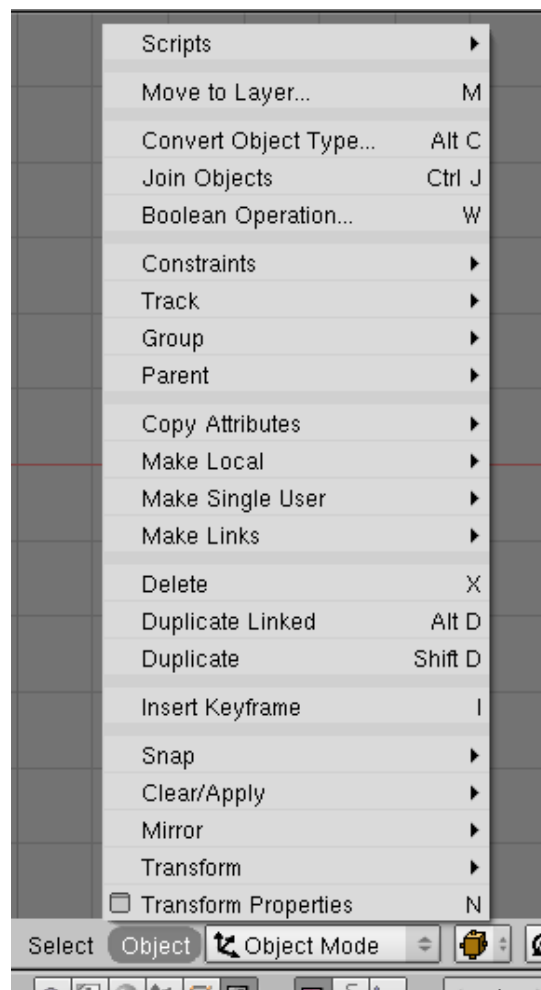 Scripts
Move to Layer... M
Convert Object Type... Alt C
Join Objects Ctrl J
Boolean Operation... W
Constraints
Track
Group
Parent
Copy Attributes
Make Local
Make Single User
Make Links
Delete X
Duplicate Linked Alt D
Duplicate Shift D
Insert Keyframe I
Snap
Clear/Apply
Mirror
Transform
Transform Properties N
Select Object Object Mode